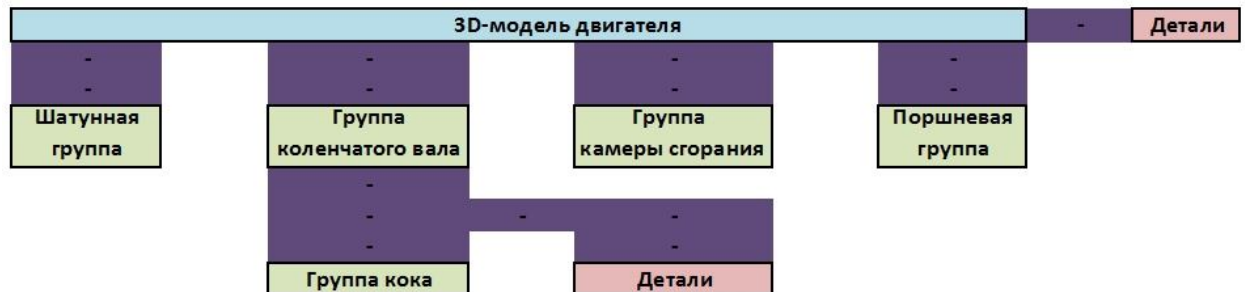 3D-модель двигателя - Детали
- - - -
- - - -
Шатунная Группа Группа Поршневая
группа коленчатого вала камеры сгорания группа
-
- - -
- -
Группа кока Детали